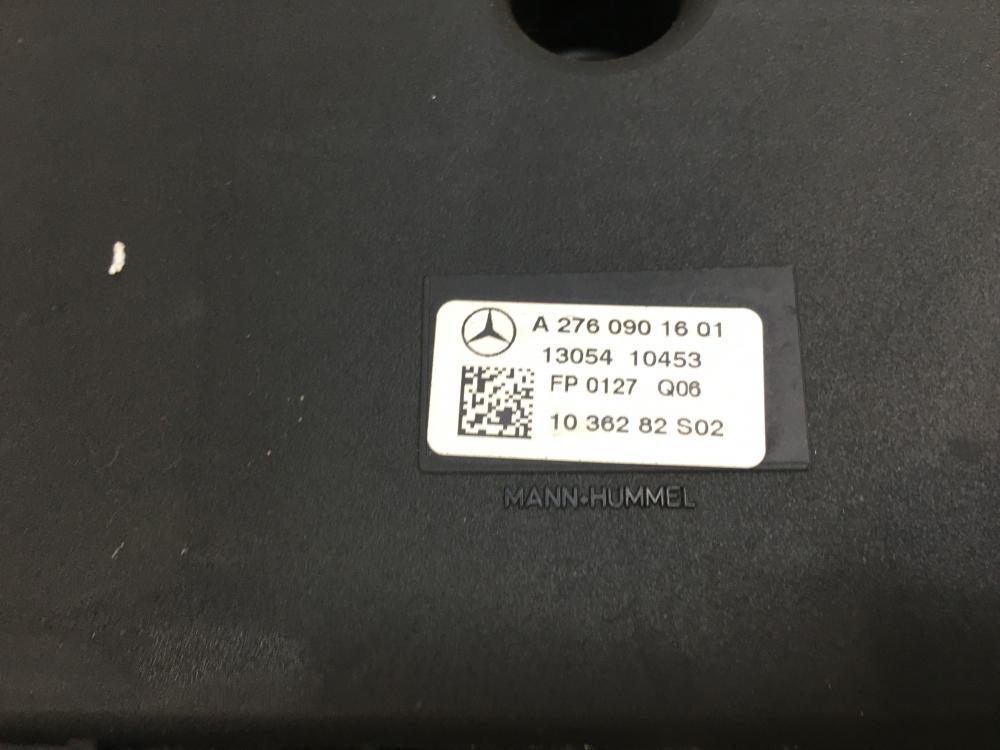 A 276 090 16 01
13054 10453
FP 0127 Q06
10 362 82 S02
MANN+HUMMEL